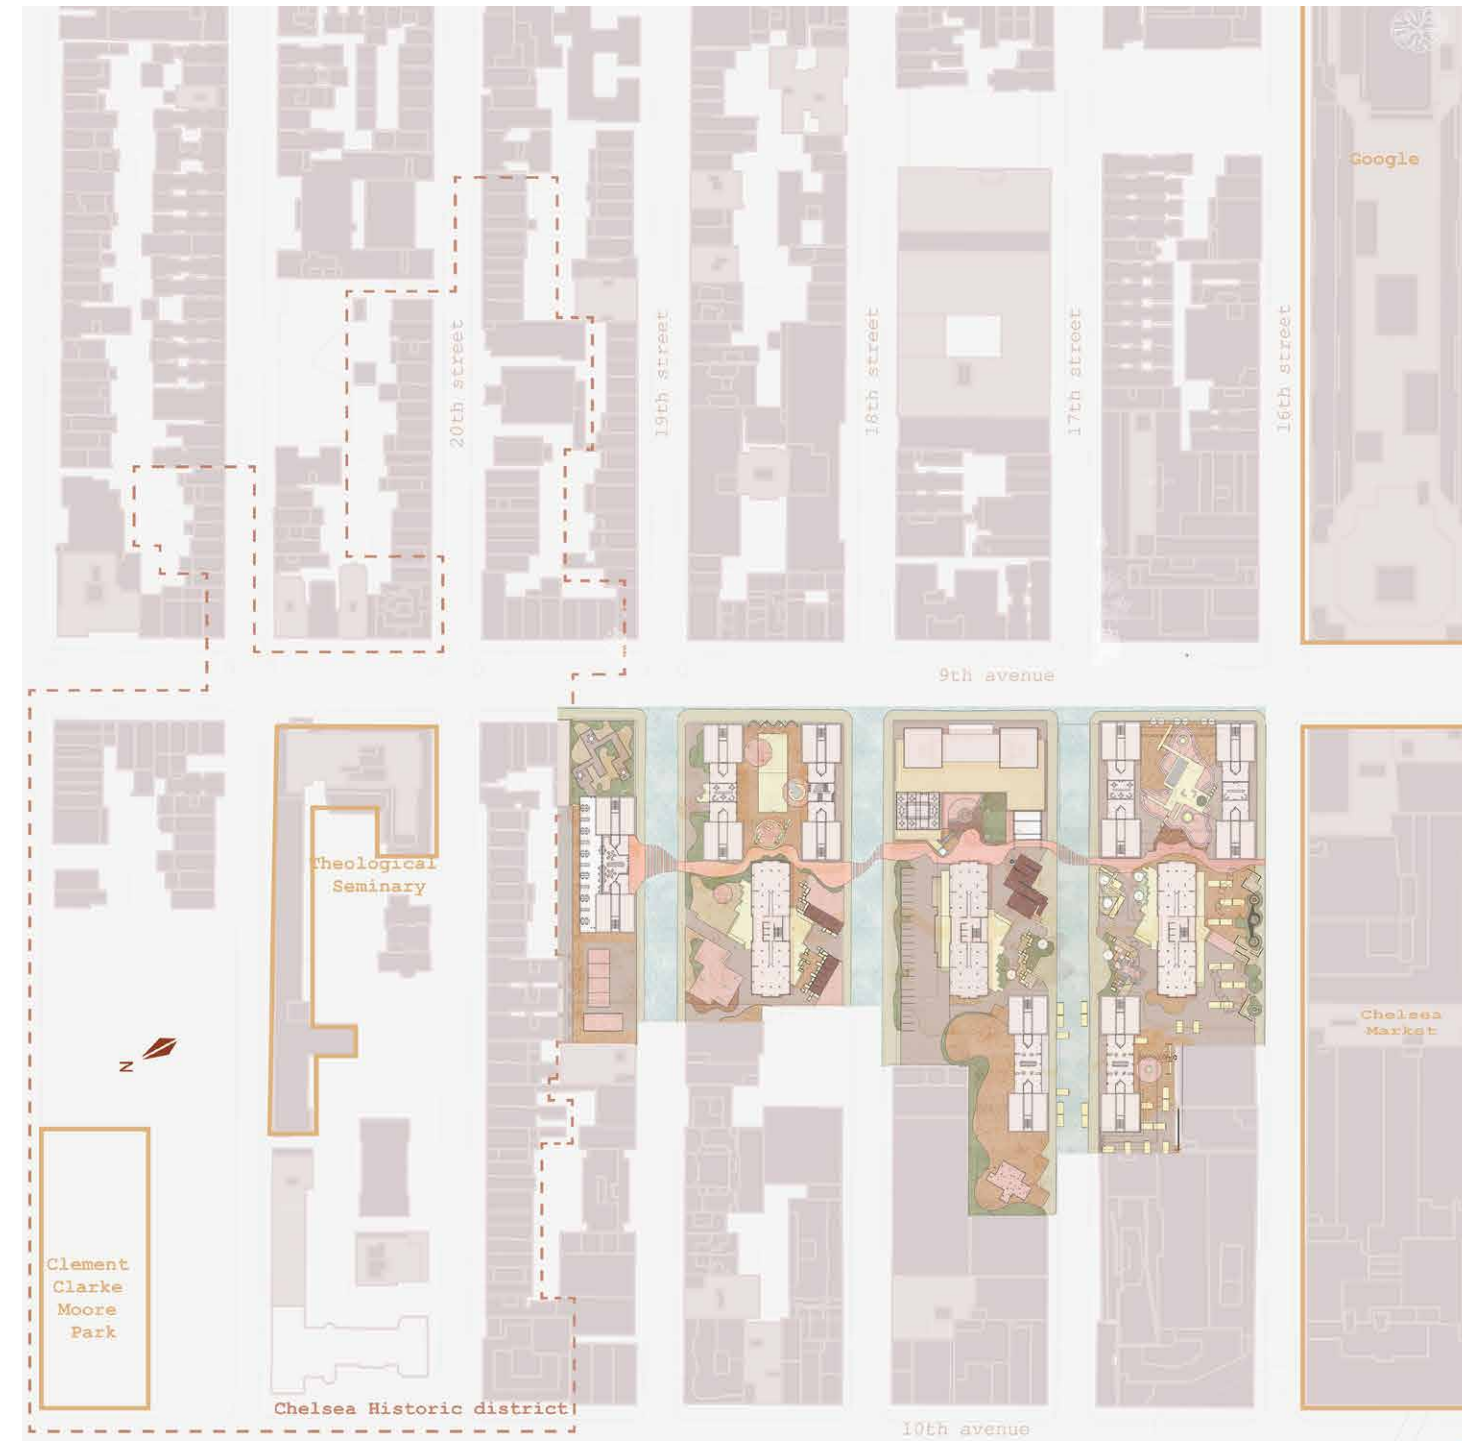 Google
20th street
19th street
18th street
17th street
16th street
9th avenue
Theological
Seminary
Chelsea
Market
N
Clement
Clarke
Moore
Park
Chelsea Historic district
10th avenue